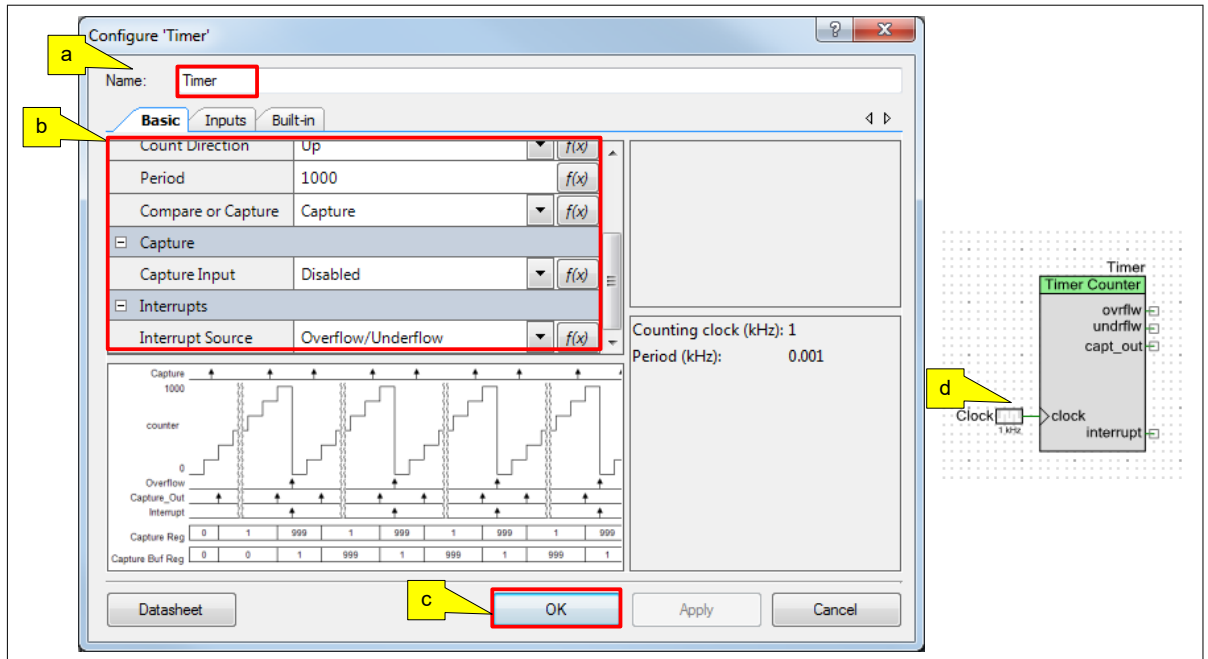 Configure 'Timer'
a
Name: Timer
Basic Inputs Built-in
b
Count Direction Up f(x)
Period 1000 f(x)
Compare or Capture Capture f(x)
Capture
Capture Input Disabled f(x)
Interrupts
Interrupt Source Overflow/Underflow f(x)
Counting clock (kHz): 1
Period (kHz): 0.001
Capture
1000
counter
0
Overflow
Capture_Out
Interrupt
Capture Reg 0 1 999 1 999 1 999 1 999
Capture Buf Reg 0 0 1 999 1 999 1 999 1
Datasheet
c
OK
Apply
Cancel
Timer
Timer Counter
ovrflw
undrflw
capt_out
d
Clock
1 kHz
clock
interrupt